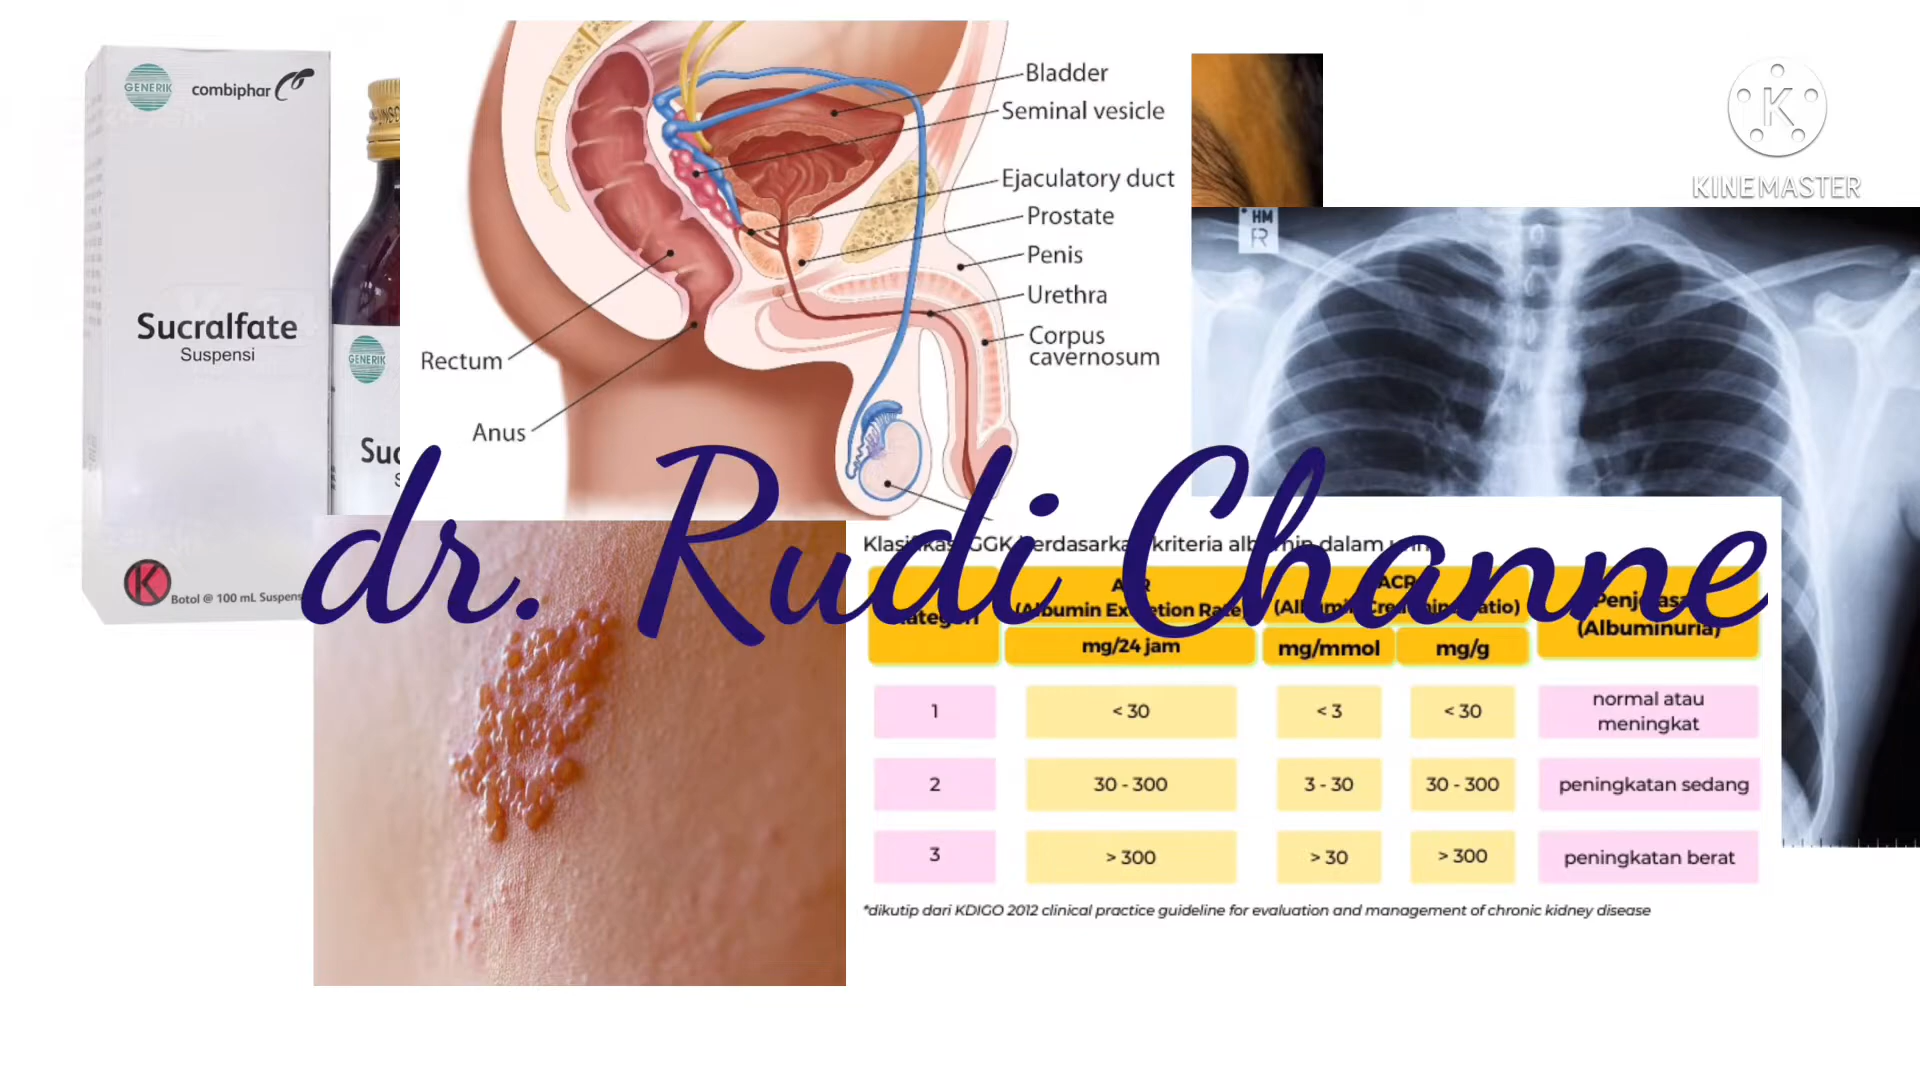 GENERIK
combiphar
Sucralfate
Suspensi
K
Botol @ 100 mL Suspens
GENERIK
Suc
S
Bladder
Seminal vesicle
Ejaculatory duct
Prostate
Penis
Urethra
Corpus
cavernosum
Rectum
Anus
K
KINEMASTER
HM
R
dr. Rudi Channe
mg/24 jam
mg/mmol
mg/g
(Albuminuria)
1
< 30
< 3
< 30
normal atau
meningkat
2
30 - 300
3 - 30
30 - 300
peningkatan sedang
3
> 300
> 30
> 300
peningkatan berat
*dikutip dari KDIGO 2012 clinical practice guideline for evaluation and management of chronic kidney disease